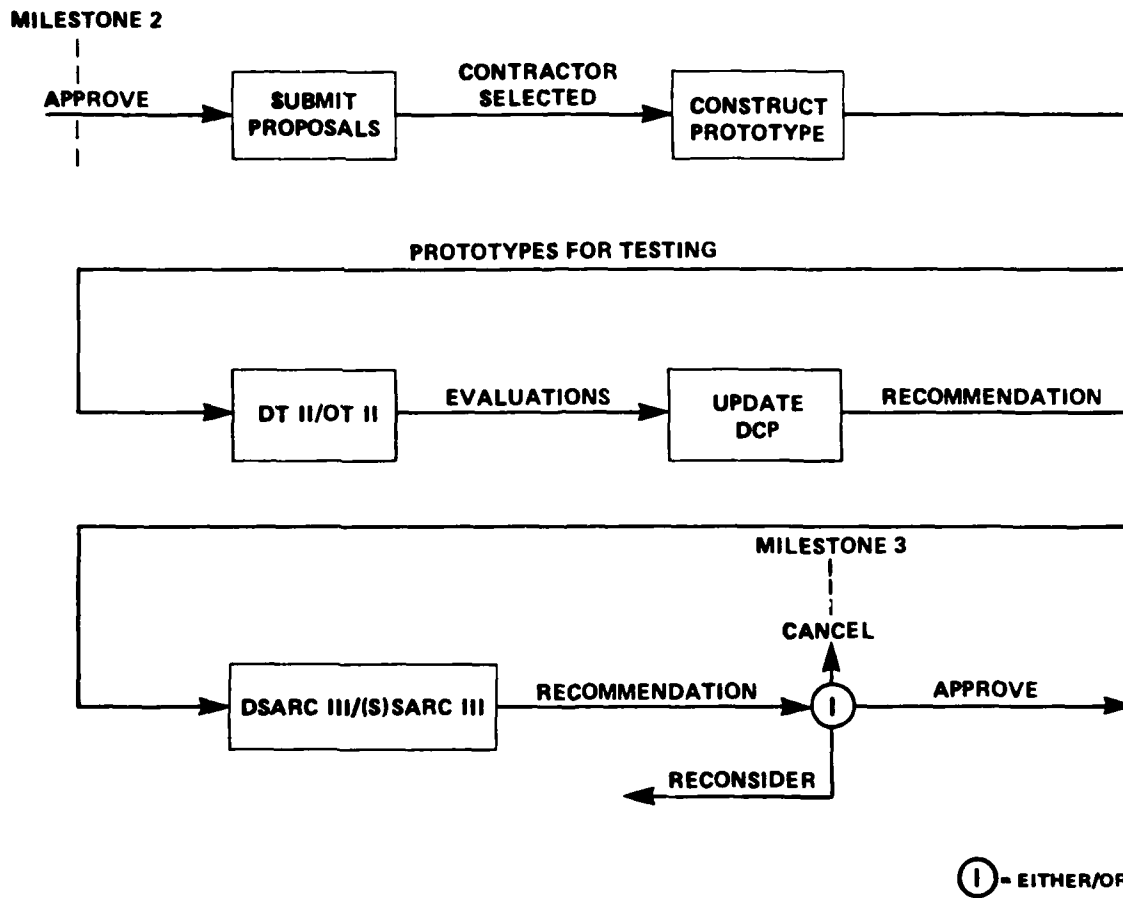 MILESTONE 2
APPROVE
SUBMIT
PROPOSALS
CONTRACTOR
SELECTED
CONSTRUCT
PROTOTYPE
PROTOTYPES FOR TESTING
DT II/OT II
EVALUATIONS
UPDATE
DCP
RECOMMENDATION
MILESTONE 3
CANCEL
DSARC III/(S)SARC III
RECOMMENDATION
I
APPROVE
RECONSIDER
I = EITHER/OR